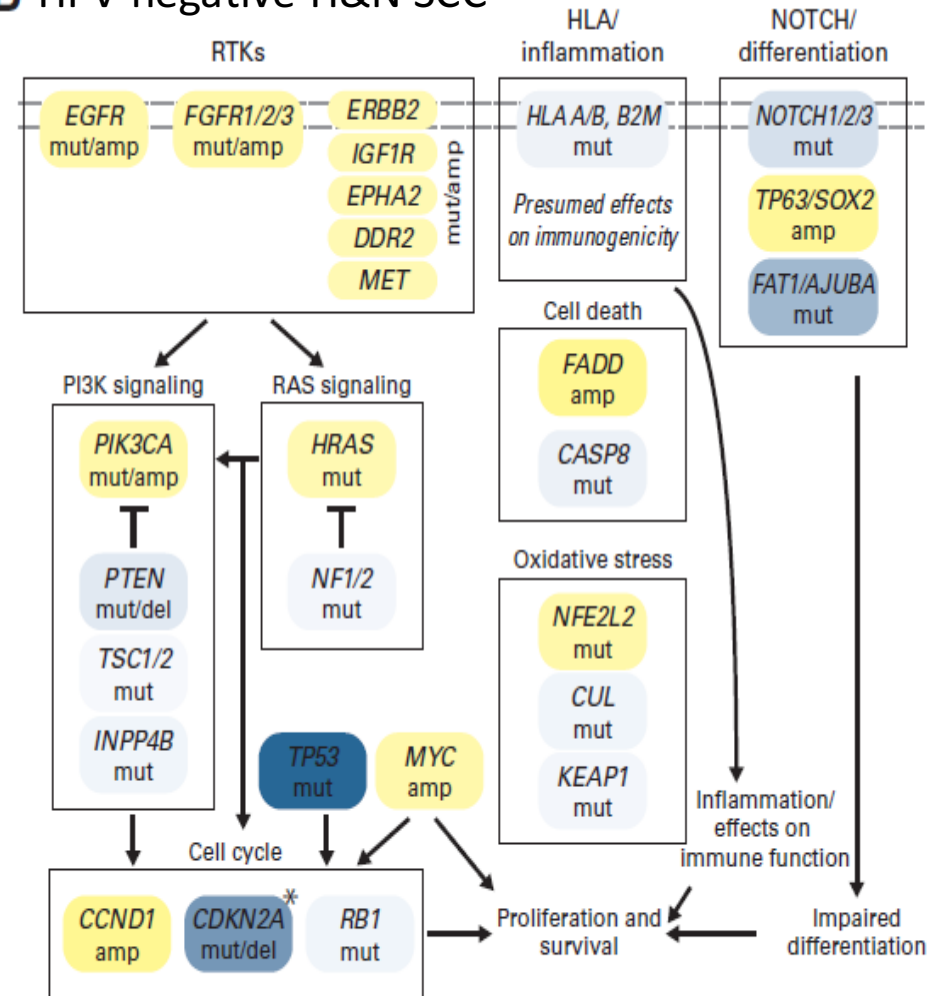 HPV-negative H&N SCC
RTKs
EGFR
mut/amp
FGFR1/2/3
mut/amp
ERBB2
IGF1R
EPHA2
DDR2
MET
mut/amp
HLA/
inflammation
HLA A/B, B2M
mut
Presumed effects
on immunogenicity
NOTCH/
differentiation
NOTCH1/2/3
mut
TP63/SOX2
amp
FAT1/AJUBA
mut
Cell death
FADD
amp
CASP8
mut
PI3K signaling
PIK3CA
mut/amp
PTEN
mut/del
TSC1/2
mut
INPP4B
mut
RAS signaling
HRAS
mut
NF1/2
mut
Oxidative stress
NFE2L2
mut
CUL
mut
KEAP1
mut
TP53
mut
MYC
amp
Cell cycle
CCND1
amp
CDKN2A*
mut/del
RB1
mut
Inflammation/
effects on
immune function
Proliferation and
survival
Impaired
differentiation